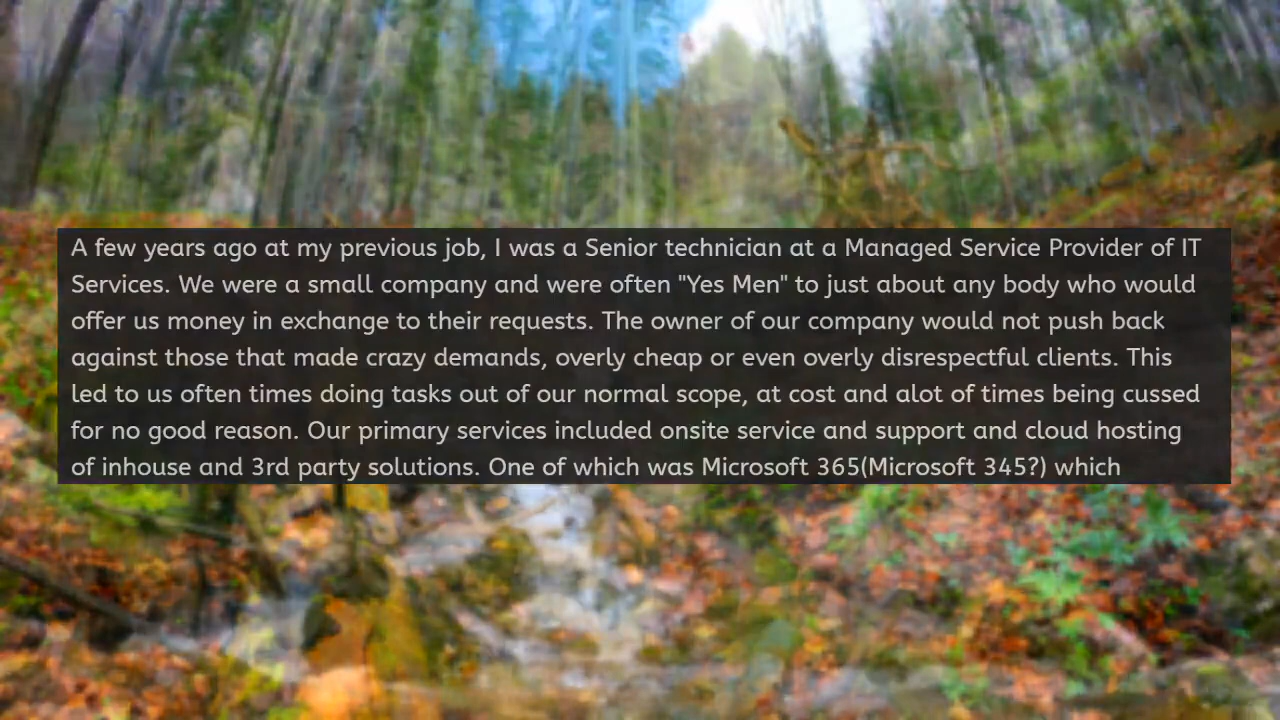 A few years ago at my previous job, I was a Senior technician at a Managed Service Provider of IT
Services. We were a small company and were often "Yes Men" to just about any body who would
offer us money in exchange to their requests. The owner of our company would not push back
against those that made crazy demands, overly cheap or even overly disrespectful clients. This
led to us often times doing tasks out of our normal scope, at cost and alot of times being cussed
for no good reason. Our primary services included onsite service and support and cloud hosting
of inhouse and 3rd party solutions. One of which was Microsoft 365(Microsoft 345?) which